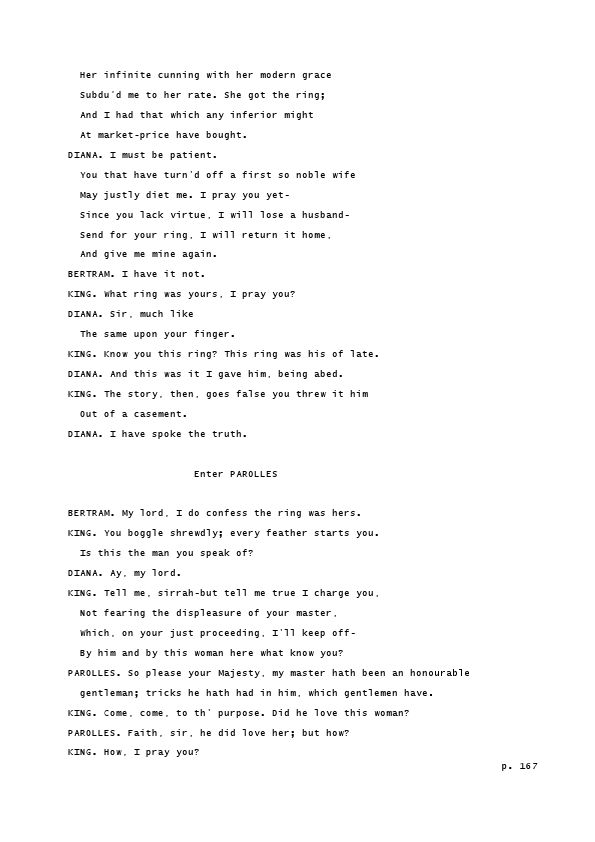 Her infinite cunning with her modern grace
Subdu'd me to her rate. She got the ring;
And I had that which any inferior might
At market-price have bought.
DIANA. I must be patient.
You that have turn'd off a first so noble wife
May justly diet me. I pray you yet-
Since you lack virtue, I will lose a husband-
Send for your ring, I will return it home,
And give me mine again.
BERTRAM. I have it not.
KING. What ring was yours, I pray you?
DIANA. Sir, much like
The same upon your finger.
KING. Know you this ring? This ring was his of late.
DIANA. And this was it I gave him, being abed.
KING. The story, then, goes false you threw it him
Out of a casement.
DIANA. I have spoke the truth.
Enter PAROLLES
BERTRAM. My lord, I do confess the ring was hers.
KING. You boggle shrewdly; every feather starts you.
Is this the man you speak of?
DIANA. Ay, my lord.
KING. Tell me, sirrah-but tell me true I charge you,
Not fearing the displeasure of your master,
Which, on your just proceeding, I'll keep off-
By him and by this woman here what know you?
PAROLLES. So please your Majesty, my master hath been an honourable
gentleman; tricks he hath had in him, which gentlemen have.
KING. Come, come, to th' purpose. Did he love this woman?
PAROLLES. Faith, sir, he did love her; but how?
KING. How, I pray you?
p. 167